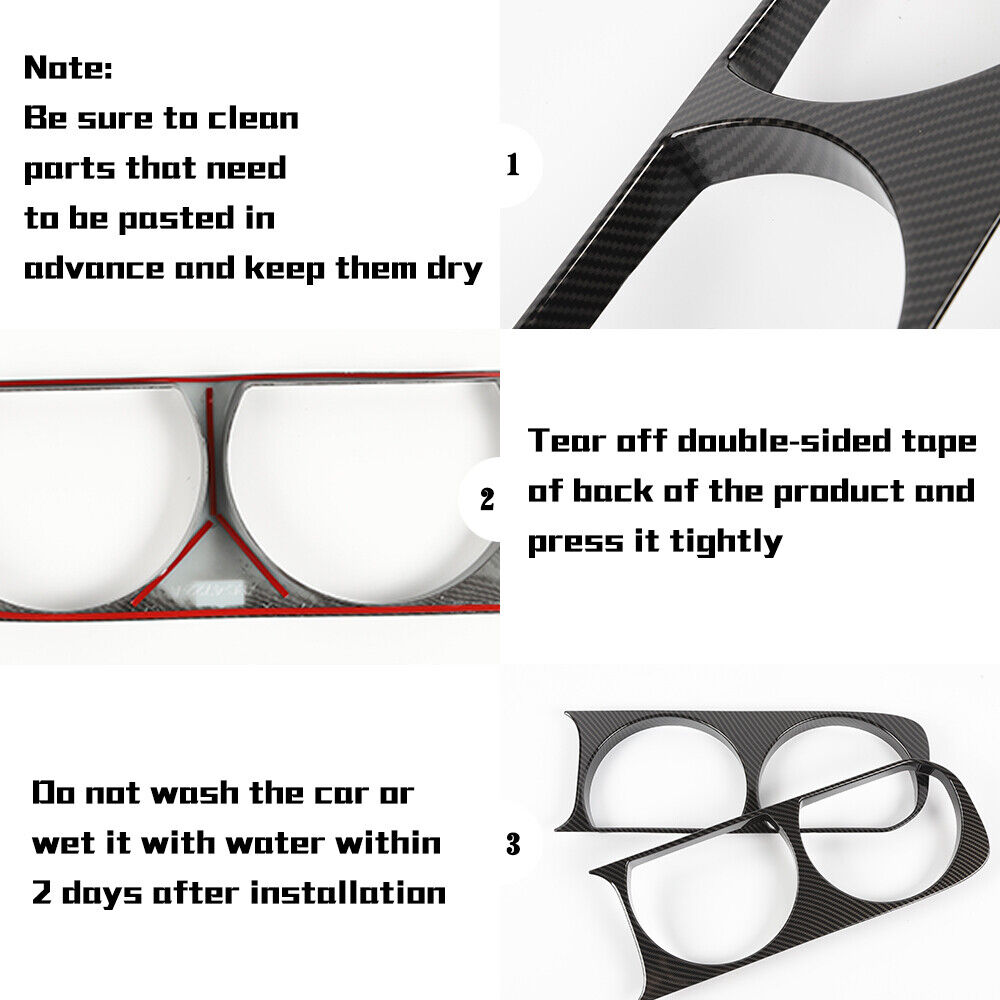 Note:
Be sure to clean
parts that need
to be pasted in
advance and keep them dry
1
2
Tear off double-sided tape
of back of the product and
press it tightly
Do not wash the car or
wet it with water within
2 days after installation
3